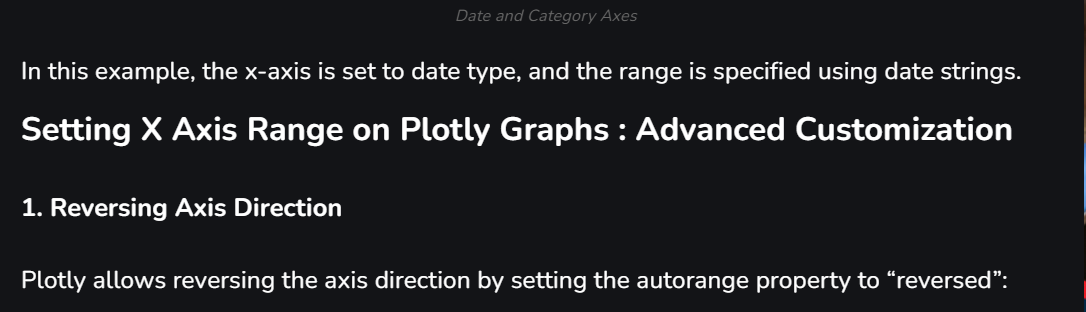 Date and Category Axes
In this example, the x-axis is set to date type, and the range is specified using date strings.
Setting X Axis Range on Plotly Graphs : Advanced Customization
1. Reversing Axis Direction
Plotly allows reversing the axis direction by setting the autorange property to “reversed”: